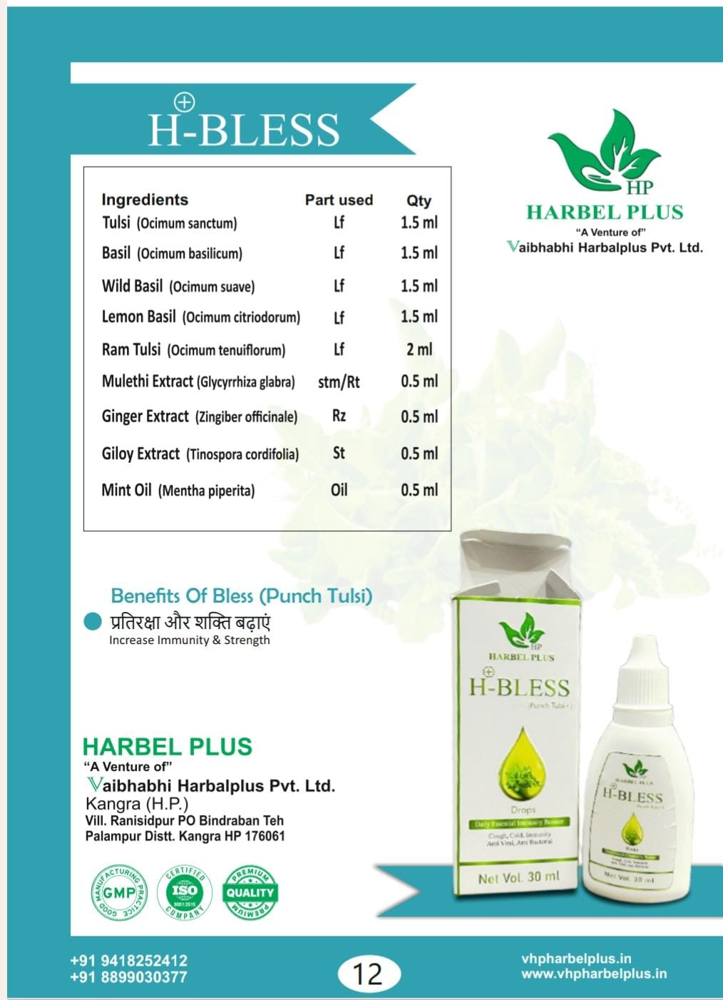 H-BLESS
HP
HARBEL PLUS
"A Venture of"
Vaibhabhi Harbalplus Pvt. Ltd.
Ingredients Part used Qty
Tulsi (Ocimum sanctum) Lf 1.5 ml
Basil (Ocimum basilicum) Lf 1.5 ml
Wild Basil (Ocimum suave) Lf 1.5 ml
Lemon Basil (Ocimum citriodorum) Lf 1.5 ml
Ram Tulsi (Ocimum tenuiflorum) Lf 2 ml
Mulethi Extract (Glycyrrhiza glabra) stm/Rt 0.5 ml
Ginger Extract (Zingiber officinale) Rz 0.5 ml
Giloy Extract (Tinospora cordifolia) St 0.5 ml
Mint Oil (Mentha piperita) Oil 0.5 ml
Benefits Of Bless (Punch Tulsi)
प्रतिरक्षा और शक्ति बढ़ाएं
Increase Immunity & Strength
HP
HARBEL PLUS
H-BLESS
(Punch Tulsi+)
Drops
Daily Essential Immunity Booster
Cough, Cold, Immunity
Anti Viral, Anti Bacterial
Net Vol. 30 ml
HARBEL PLUS
H-BLESS
Drops
Net Vol. 30 ml
HARBEL PLUS
"A Venture of"
Vaibhabhi Harbalplus Pvt. Ltd.
Kangra (H.P.)
Vill. Ranisidpur PO Bindraban Teh
Palampur Distt. Kangra HP 176061
GOOD MANUFACTURING PRACTICE
GMP
CERTIFIED
ISO
9001:2015
COMPANY
PREMIUM
QUALITY
PREMIUM
+91 9418252412
+91 8899030377
12
vhpharbelplus.in
www.vhpharbelplus.in